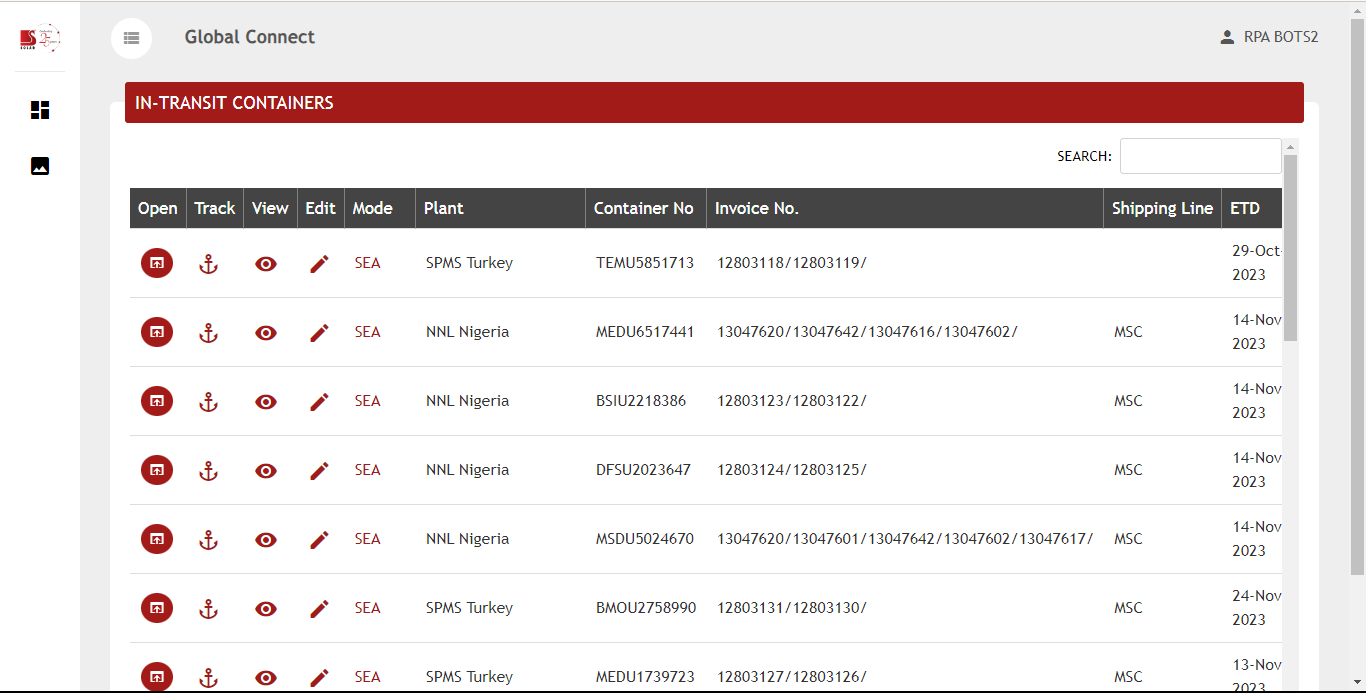 SOLAR
Global Connect
RPA BOTS2
IN-TRANSIT CONTAINERS
SEARCH:
Open Track View Edit Mode Plant Container No Invoice No. Shipping Line ETD
SEA SPMS Turkey TEMU5851713 12803118/12803119/ 29-Oct-
2023
SEA NNL Nigeria MEDU6517441 13047620/13047642/13047616/13047602/ MSC 14-Nov
2023
SEA NNL Nigeria BSIU2218386 12803123/12803122/ MSC 14-Nov
2023
SEA NNL Nigeria DFSU2023647 12803124/12803125/ MSC 14-Nov
2023
SEA NNL Nigeria MSDU5024670 13047620/13047601/13047642/13047602/13047617/ MSC 14-Nov
2023
SEA SPMS Turkey BMOU2758990 12803131/12803130/ MSC 24-Nov
2023
SEA SPMS Turkey MEDU1739723 12803127/12803126/ MSC 13-Nov
2023